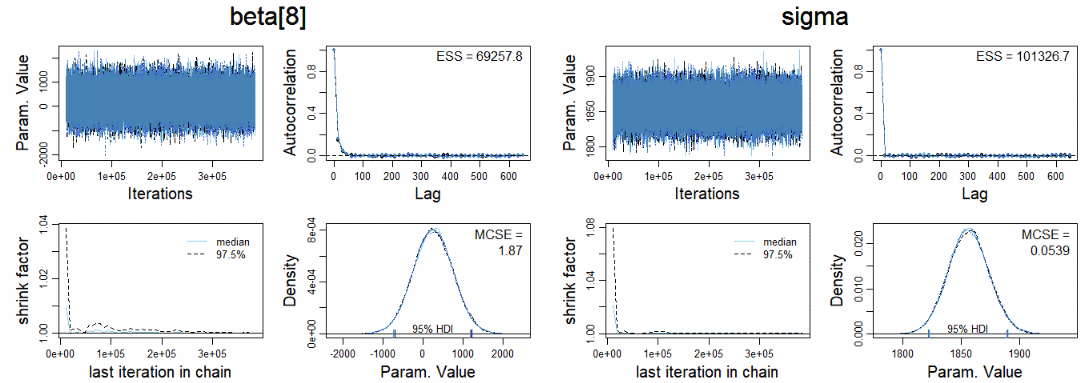 beta[8]
sigma
Param. Value
-2000 0 1000
0e+00 1e+05 2e+05 3e+05
Iterations
Autocorrelation
0.0 0.4 0.8
ESS = 69257.8
0 100 200 300 400 500 600
Lag
Param. Value
1800 1850 1900
0e+00 1e+05 2e+05 3e+05
Iterations
Autocorrelation
0.0 0.4 0.8
ESS = 101326.7
0 100 200 300 400 500 600
Lag
shrink factor
1.00 1.02 1.04
median
97.5%
0e+00 1e+05 2e+05 3e+05
last iteration in chain
Density
0e+00 4e-04 8e-04
MCSE =
1.87
95% HDI
-2000 -1000 0 1000 2000
Param. Value
shrink factor
1.00 1.04 1.08
median
97.5%
0e+00 1e+05 2e+05 3e+05
last iteration in chain
Density
0.000 0.010 0.020
MCSE =
0.0539
95% HDI
1800 1850 1900
Param. Value